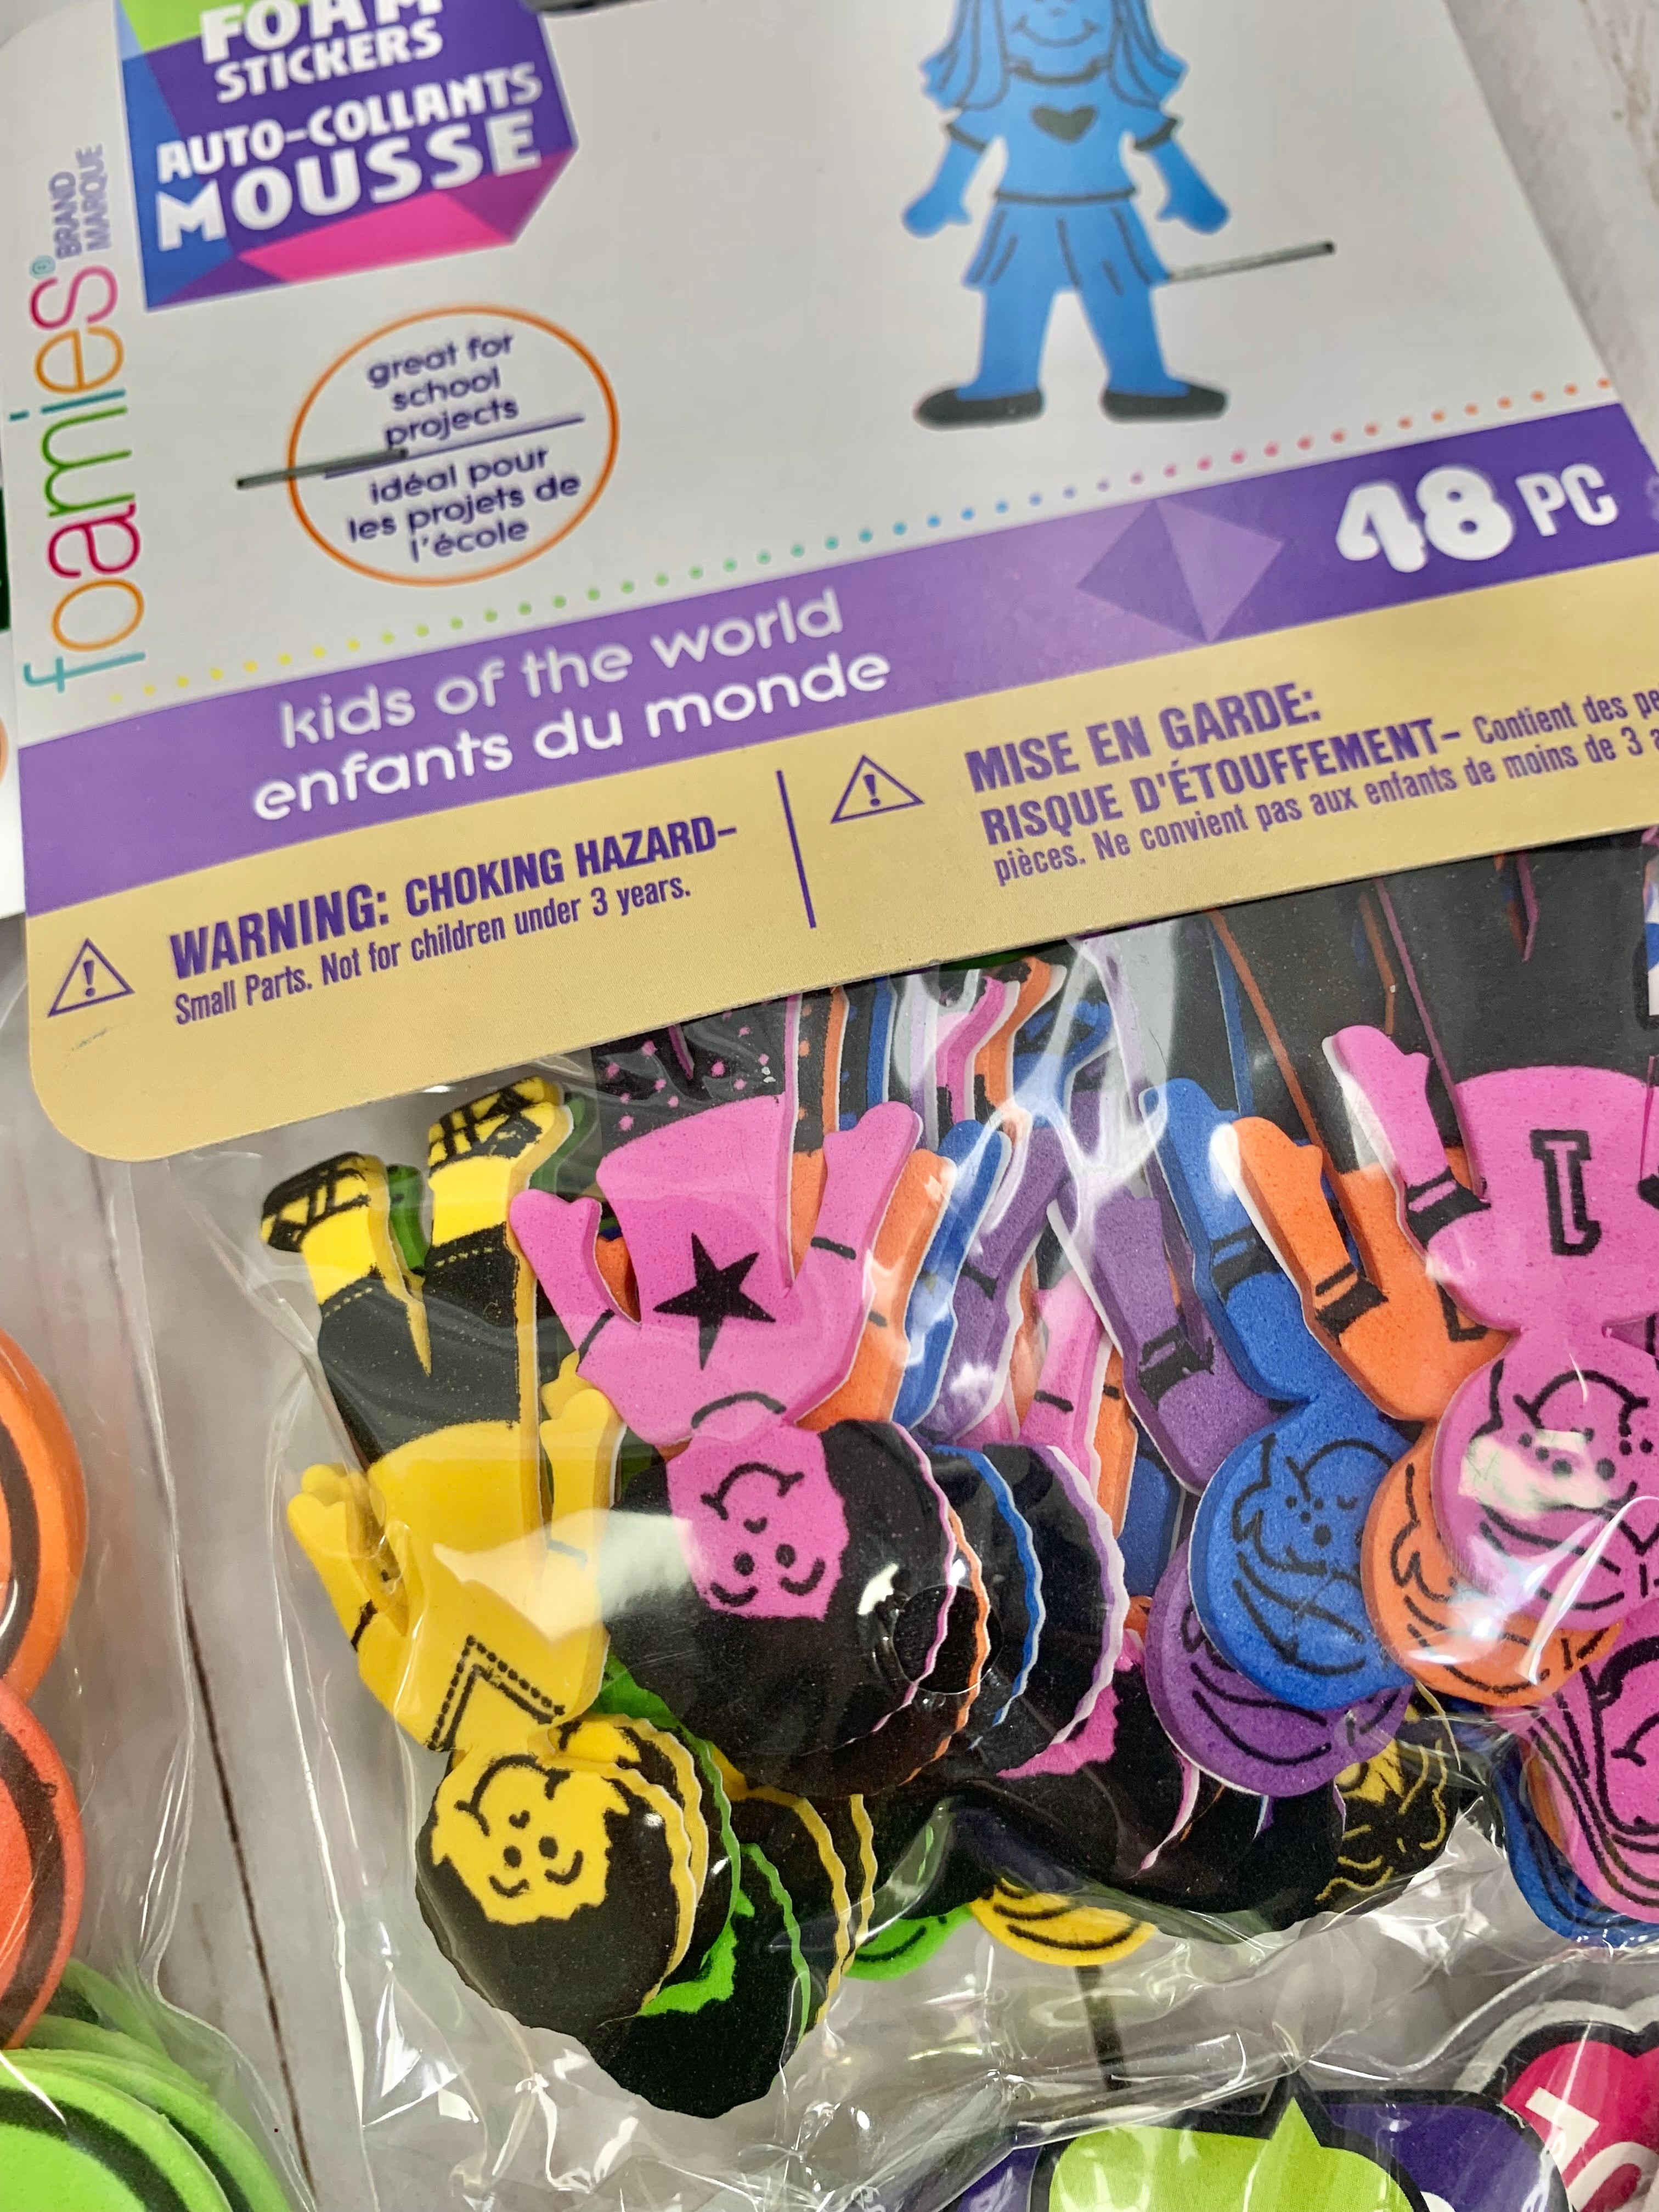 FOAM
STICKERS
AUTO-COLLANTS
MOUSSE
foamies®
BRAND
MARQUE
great for
school
projects
idéal pour
les projets de
l'école
48 PC
kids of the world
enfants du monde
WARNING: CHOKING HAZARD-
Small Parts. Not for children under 3 years.
MISE EN GARDE:
RISQUE D'ÉTOUFFEMENT- Contient des
pièces. Ne convient pas aux enfants de moins de 3
1